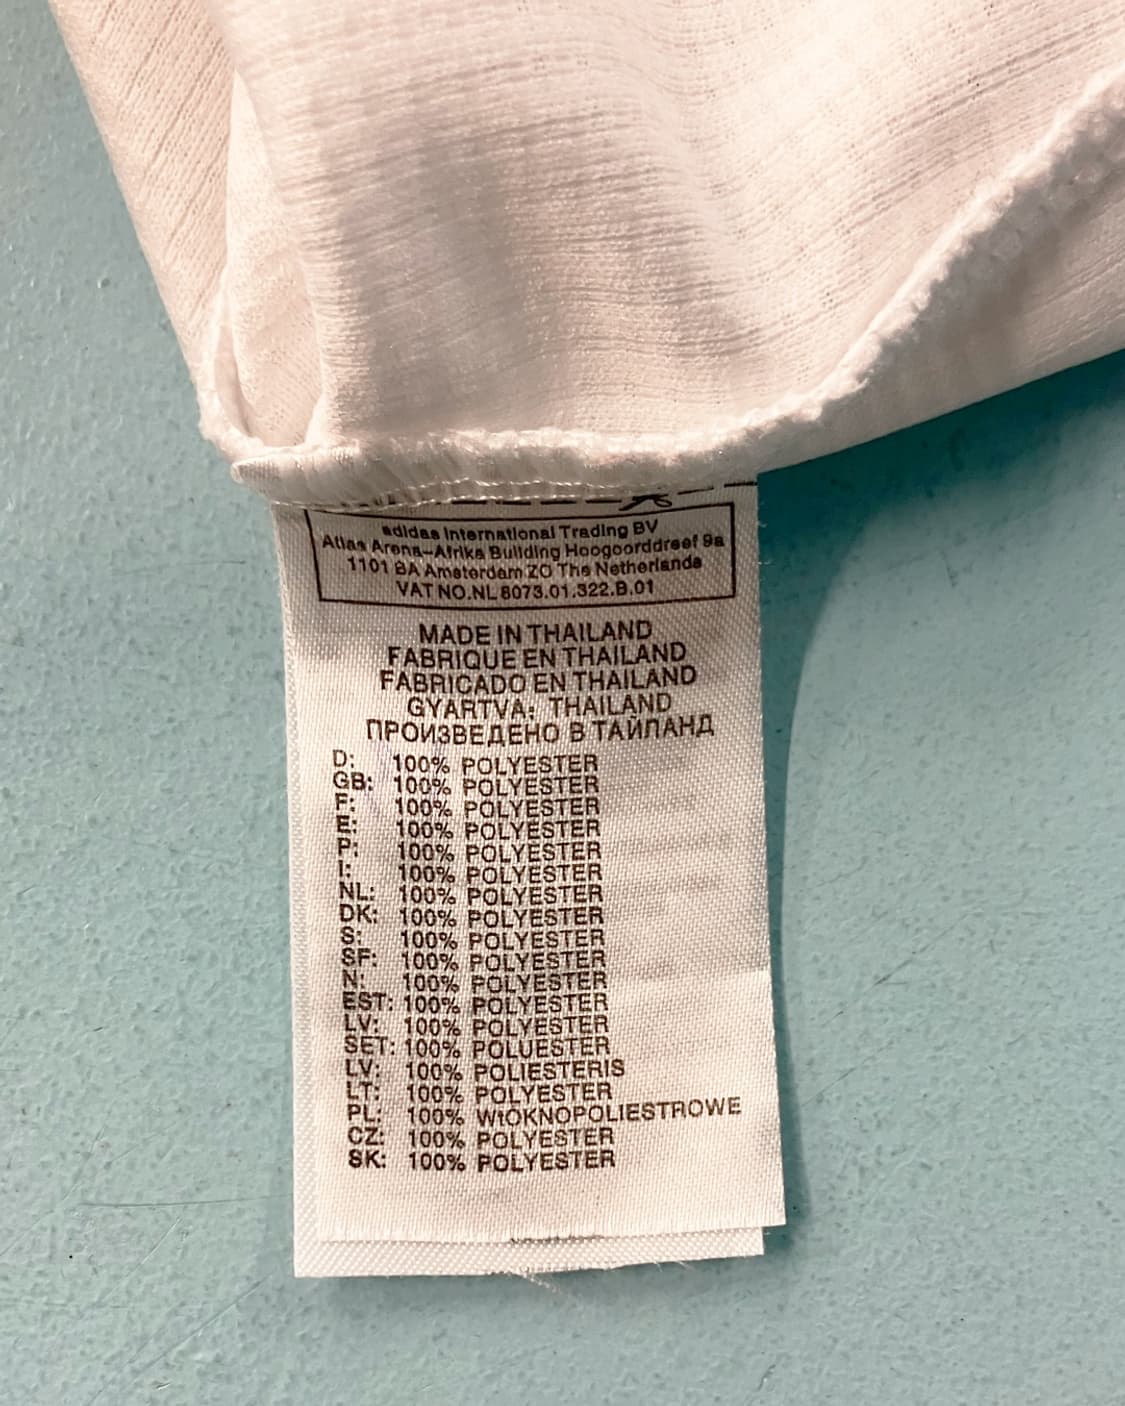 adidas International Trading BV
Atlas Arena-Afrika Building Hoogoorddreef 9a
1101 BA Amsterdam ZO The Netherlands
VAT NO.NL 8073.01.322.B.01
MADE IN THAILAND
FABRIQUE EN THAILAND
FABRICADO EN THAILAND
GYARTVA: THAILAND
ПРОИЗВЕДЕНО В ТАЙЛАНД
D: 100% POLYESTER
GB: 100% POLYESTER
F: 100% POLYESTER
E: 100% POLYESTER
P: 100% POLYESTER
I: 100% POLYESTER
NL: 100% POLYESTER
DK: 100% POLYESTER
S: 100% POLYESTER
SF: 100% POLYESTER
N: 100% POLYESTER
EST: 100% POLYESTER
LV: 100% POLYESTER
SET: 100% POLUESTER
LV: 100% POLIESTERIS
LT: 100% POLYESTER
PL: 100% WŁOKNOPOLIESTROWE
CZ: 100% POLYESTER
SK: 100% POLYESTER